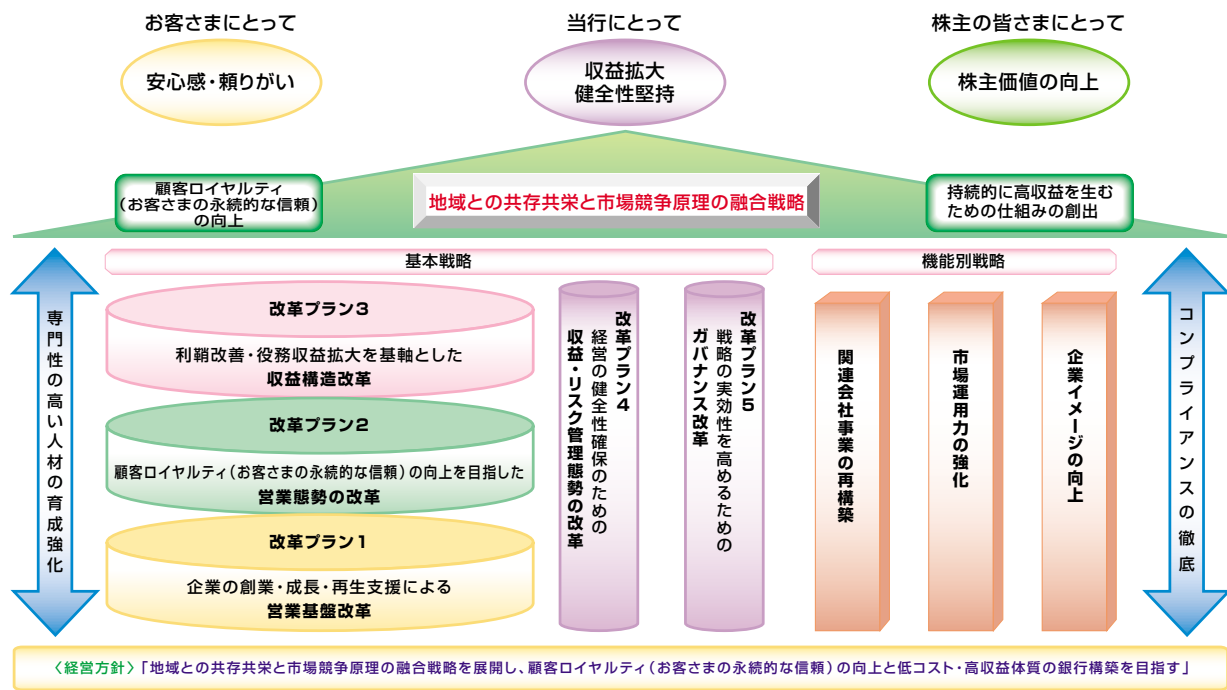 お客さまにとって
安心感・頼りがい
当行にとって
収益拡大
健全性堅持
株主の皆さまにとって
株主価値の向上
顧客ロイヤルティ
(お客さまの永続的な信頼)
の向上
地域との共存共栄と市場競争原理の融合戦略
持続的に高収益を生む
ための仕組みの創出
専門性の高い人材の育成強化
基本戦略
改革プラン3
利鞘改善・役務収益拡大を基軸とした
収益構造改革
改革プラン2
顧客ロイヤルティ(お客さまの永続的な信頼)の向上を目指した
営業態勢の改革
改革プラン1
企業の創業・成長・再生支援による
営業基盤改革
改革プラン4
経営の健全性確保のための
収益・リスク管理態勢の改革
改革プラン5
戦略の実効性を高めるための
ガバナンス改革
機能別戦略
関連会社事業の再構築
市場運用力の強化
企業イメージの向上
コンプライアンスの徹底
〈経営方針〉「地域との共存共栄と市場競争原理の融合戦略を展開し、顧客ロイヤルティ(お客さまの永続的な信頼)の向上と低コスト・高収益体質の銀行構築を目指す」